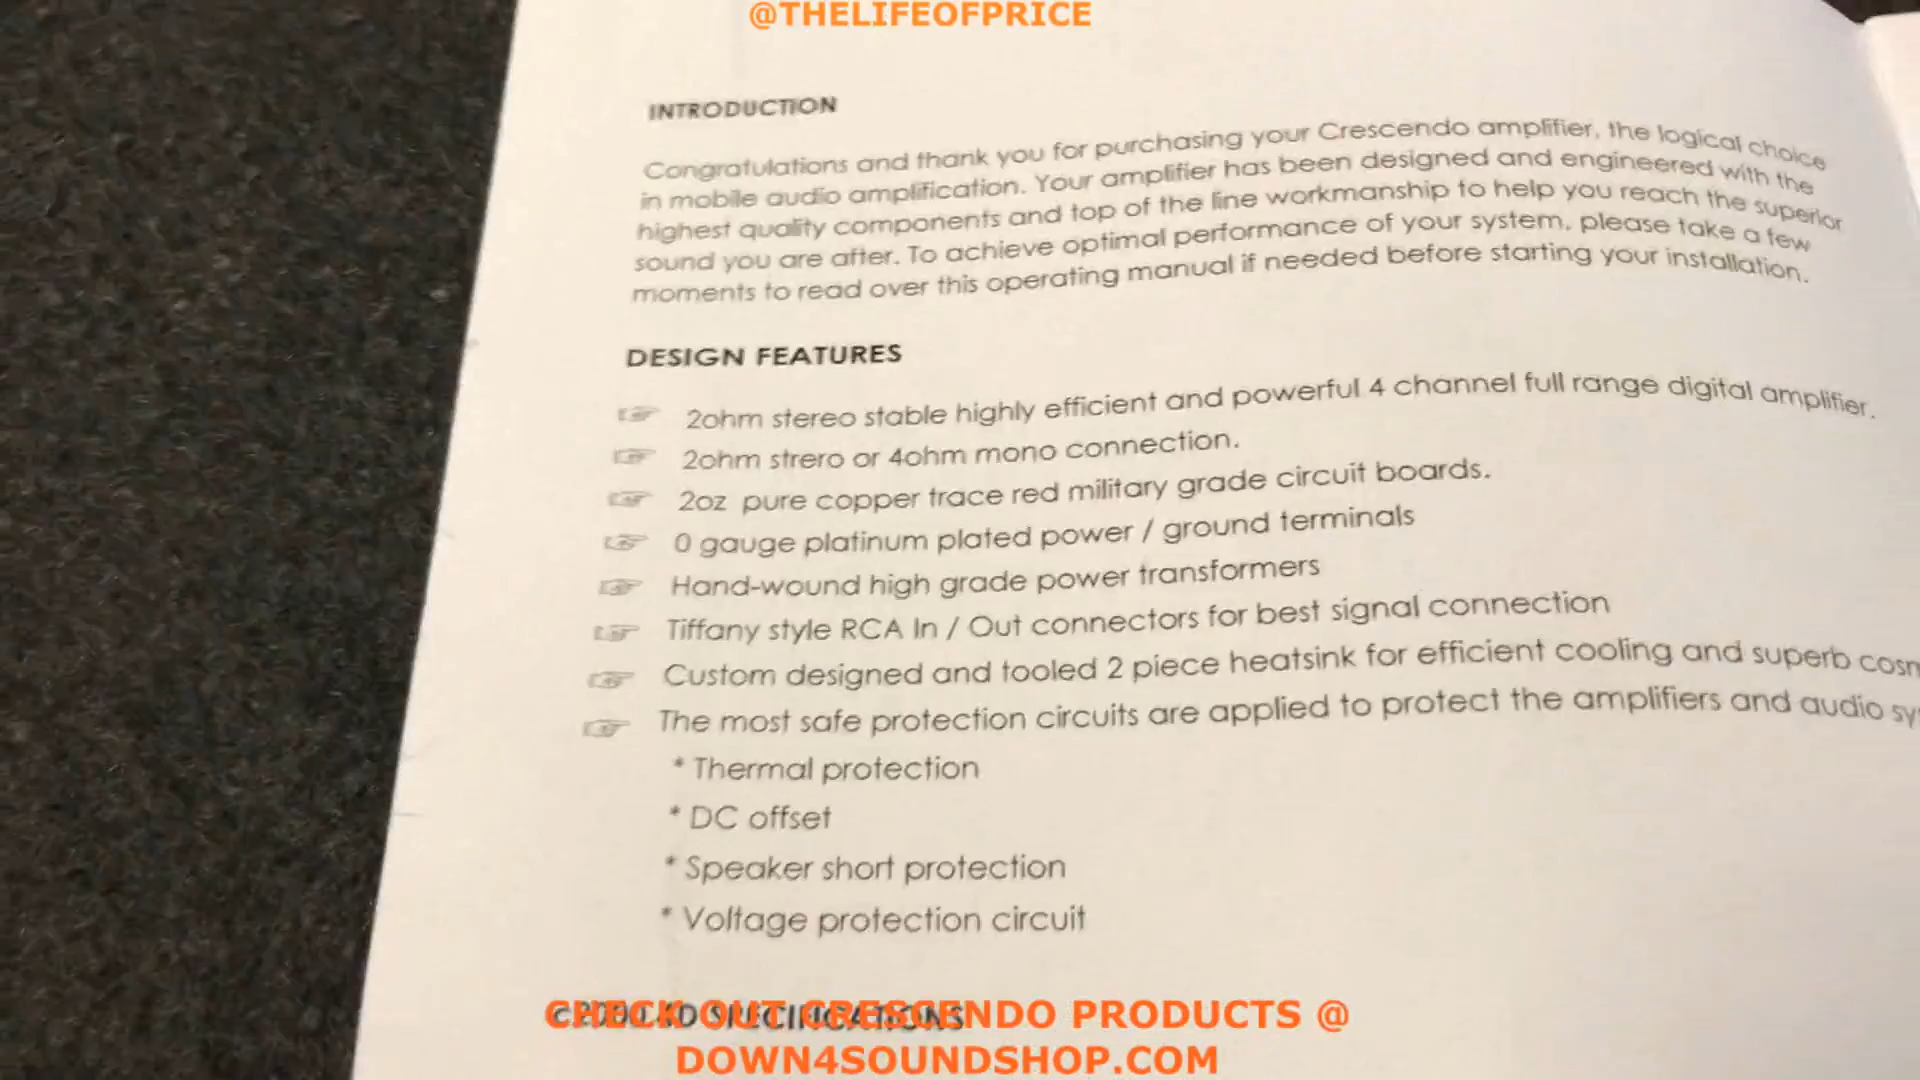 @THELIFEOFPRICE
INTRODUCTION
Congratulations and thank you for purchasing your Crescendo amplifier, the logical choice
in mobile audio amplification. Your amplifier has been designed and engineered with the
highest quality components and top of the line workmanship to help you reach the superior
sound you are after. To achieve optimal performance of your system, please take a few
moments to read over this operating manual if needed before starting your installation.
DESIGN FEATURES
2ohm stereo stable highly efficient and powerful 4 channel full range digital amplifier.
2ohm strero or 4ohm mono connection.
2oz pure copper trace red military grade circuit boards.
0 gauge platinum plated power / ground terminals
Hand-wound high grade power transformers
Tiffany style RCA In / Out connectors for best signal connection
Custom designed and tooled 2 piece heatsink for efficient cooling and superb cosm
The most safe protection circuits are applied to protect the amplifiers and audio sy
* Thermal protection
* DC offset
* Speaker short protection
* Voltage protection circuit
SPECIFICATIONS
CHECK OUT CRESCENDO PRODUCTS @
DOWN4SOUNDSHOP.COM